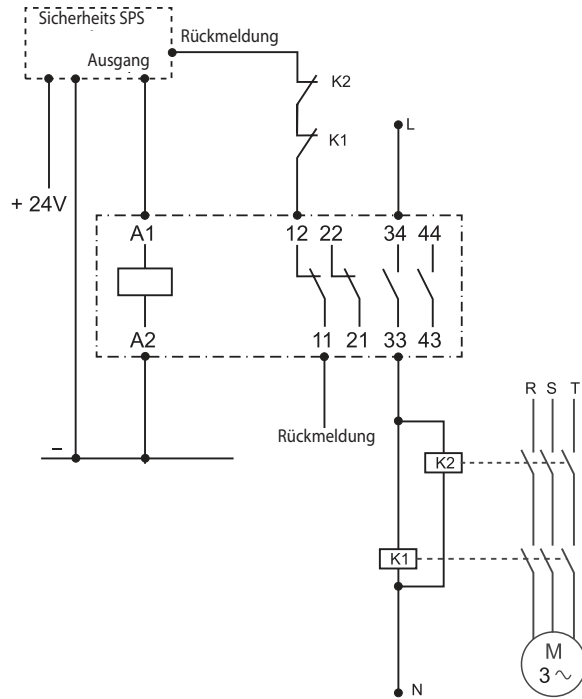 Sicherheits SPS
Rückmeldung
Ausgang
K2
K1
L
+ 24V
A1 12 22 34 44
A2 11 21 33 43
Rückmeldung
–
R S T
K2
K1
M
3 ~
N